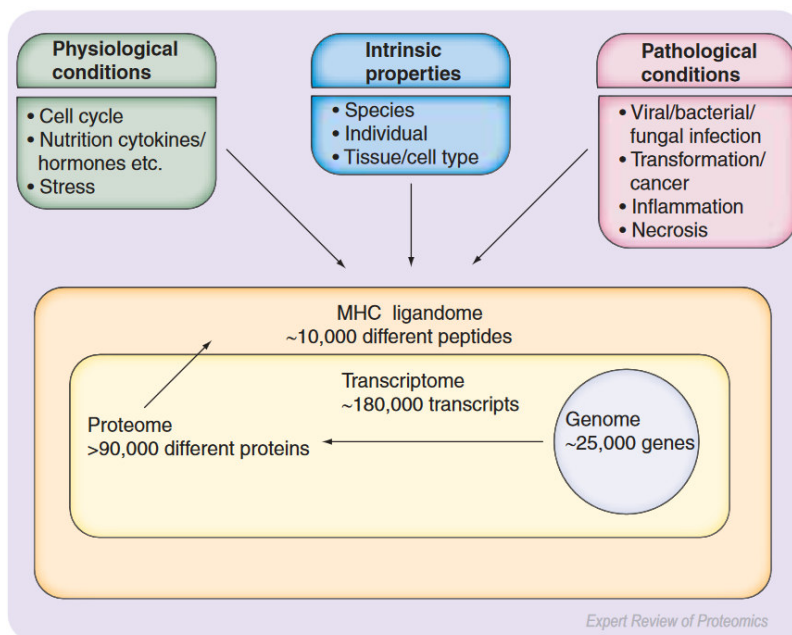 Physiological
conditions
• Cell cycle
• Nutrition cytokines/
hormones etc.
• Stress
Intrinsic
properties
• Species
• Individual
• Tissue/cell type
Pathological
conditions
• Viral/bacterial/
fungal infection
• Transformation/
cancer
• Inflammation
• Necrosis
MHC ligandome
~10,000 different peptides
Transcriptome
~180,000 transcripts
Proteome
>90,000 different proteins
Genome
~25,000 genes
Expert Review of Proteomics